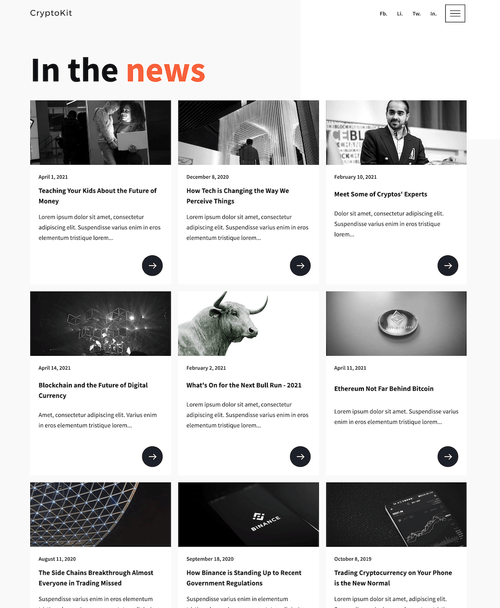 CryptoKit
Fb. Li. Tw. In.
In the news
April 1, 2021
Teaching Your Kids About the Future of
Money
Lorem ipsum dolor sit amet, consectetur
adipiscing elit. Suspendisse varius enim in eros
elementum tristique lorem...
December 8, 2020
How Tech is Changing the Way We
Perceive Things
Lorem ipsum dolor sit amet, consectetur
adipiscing elit. Suspendisse varius enim in eros
elementum tristique lorem...
February 10, 2021
Meet Some of Cryptos' Experts
Dolor sit amet, consectetur adipiscing elit.
Suspendisse varius enim in eros tristique
lorem...
April 14, 2021
Blockchain and the Future of Digital
Currency
Amet, consectetur adipiscing elit. Varius enim
in eros elementum tristique lorem...
February 2, 2021
What's On for the Next Bull Run - 2021
Lorem ipsum dolor sit amet, consectetur
adipiscing elit. Suspendisse varius enim in eros
elementum tristique lorem...
April 11, 2021
Ethereum Not Far Behind Bitcoin
Lorem ipsum dolor sit amet. Suspendisse varius
enim in eros elementum tristique lorem...
BINANCE
August 11, 2020
The Side Chains Breakthrough Almost
Everyone in Trading Missed
Suspendisse varius enim in eros elementum
September 18, 2020
How Binance is Standing Up to Recent
Government Regulations
Suspendisse varius enim in eros elementum
October 8, 2019
Trading Cryptocurrency on Your Phone
is the New Normal
Lorem ipsum dolor sit amet, consectetur